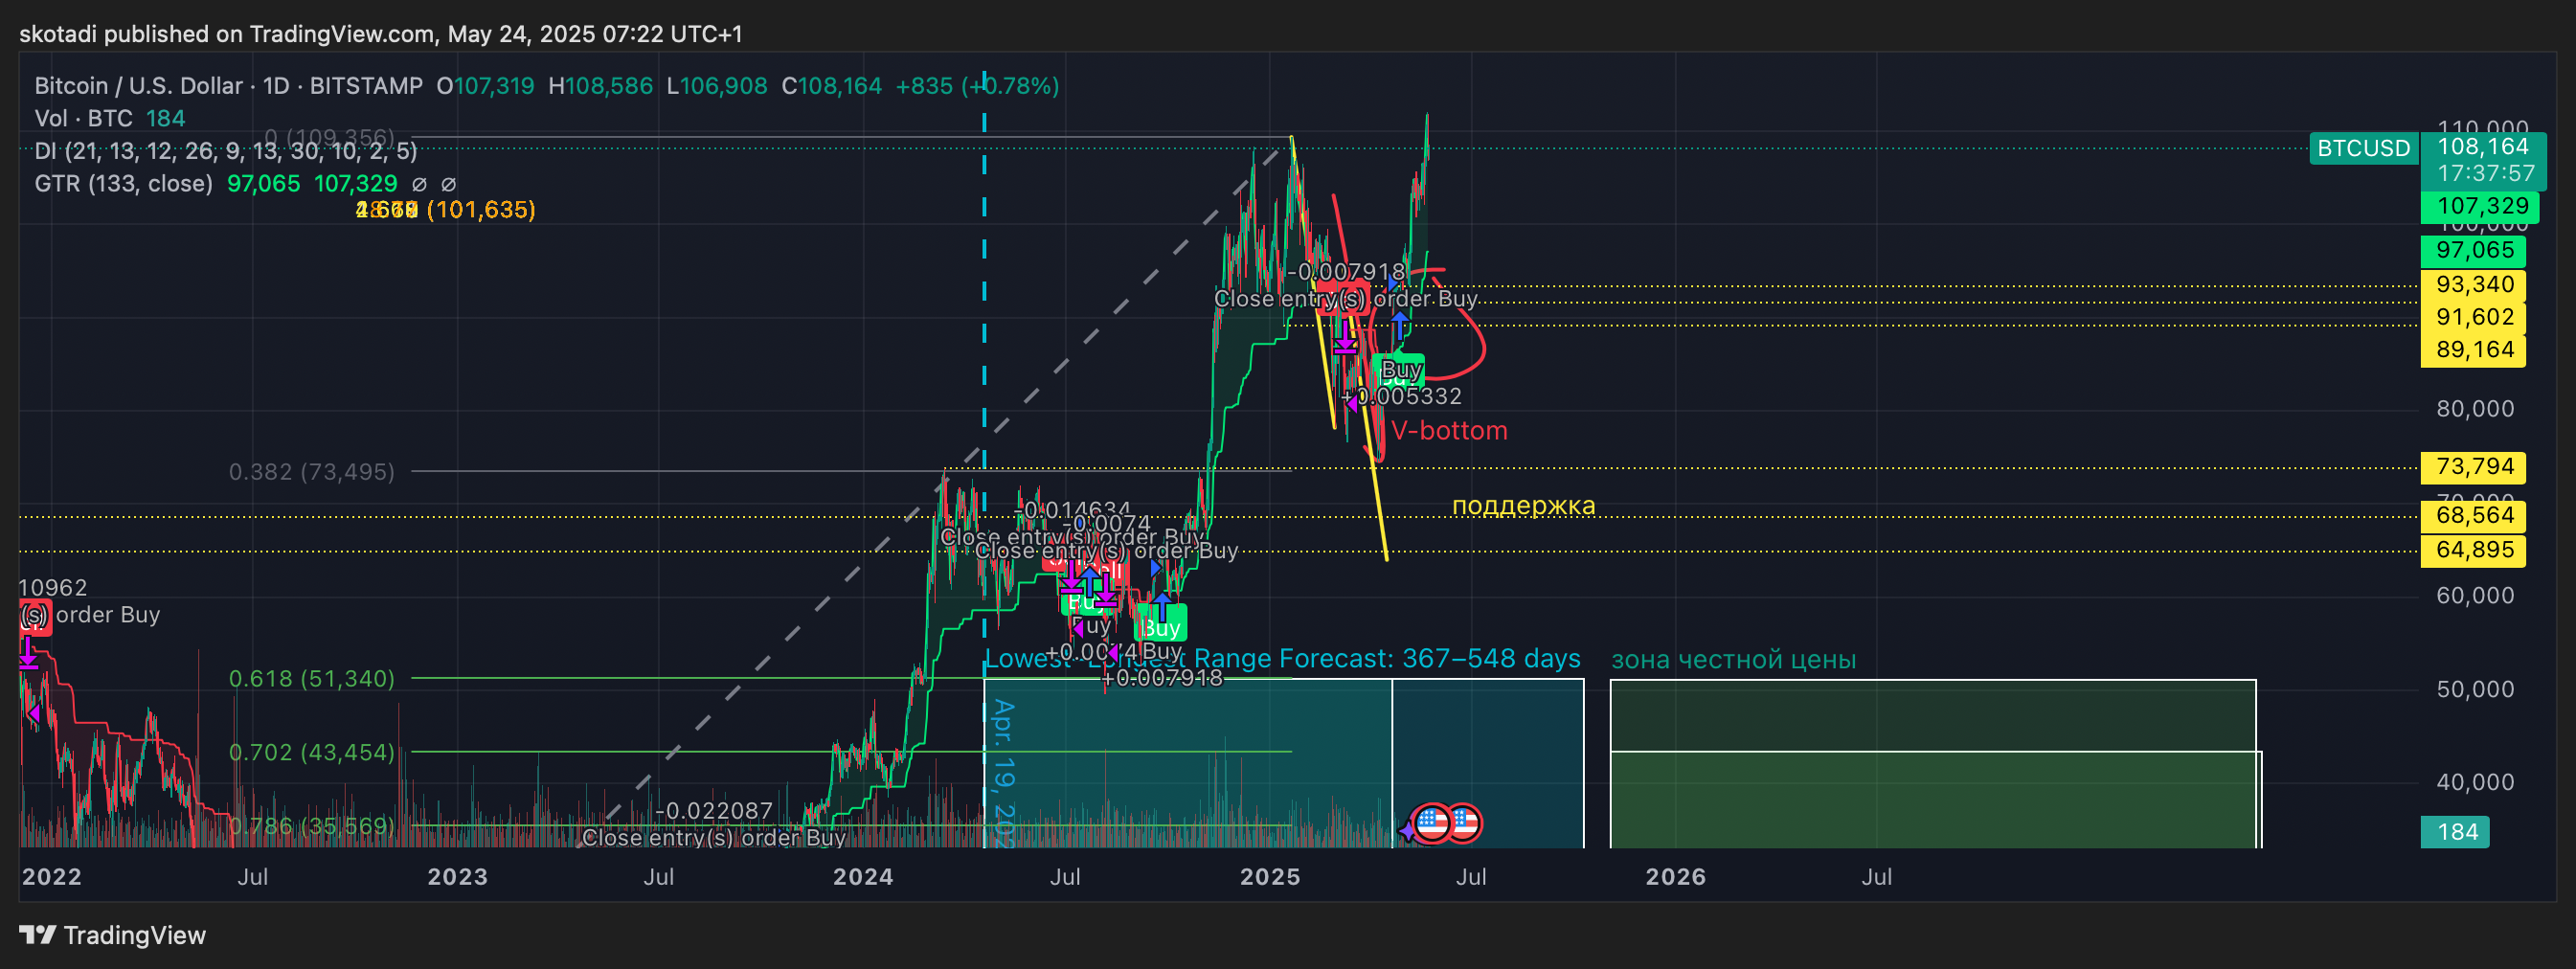 skotadi published on TradingView.com, May 24, 2025 07:22 UTC+1
Bitcoin / U.S. Dollar · 1D · BITSTAMP O107,319 H108,586 L106,908 C108,164 +835 (+0.78%)
Vol · BTC 184
0 (109,356)
DI (21, 13, 12, 26, 9, 13, 30, 10, 2, 5)
GTR (133, close) 97,065 107,329 ∅ ∅
(101,635)
110,000
BTCUSD 108,164
17:37:57
107,329
100,000
97,065
-0.007918
93,340
Close entry(s) order Buy
91,602
89,164
Buy
+0.005332
80,000
V-bottom
0.382 (73,495)
73,794
70,000
поддержка
-0.014634
68,564
-0.0074
Close entry(s) order Buy
Close entry(s) order Buy
64,895
10962
60,000
(s) order Buy
Buy
Buy
Buy
+0.0074 Buy
Lowest - Longest Range Forecast: 367–548 days
зона честной цены
0.618 (51,340)
+0.007918
50,000
Apr. 19, 202
0.702 (43,454)
40,000
-0.022087
0.786 (35,569)
Close entry(s) order Buy
184
2022 Jul 2023 Jul 2024 Jul 2025 Jul 2026 Jul
TradingView